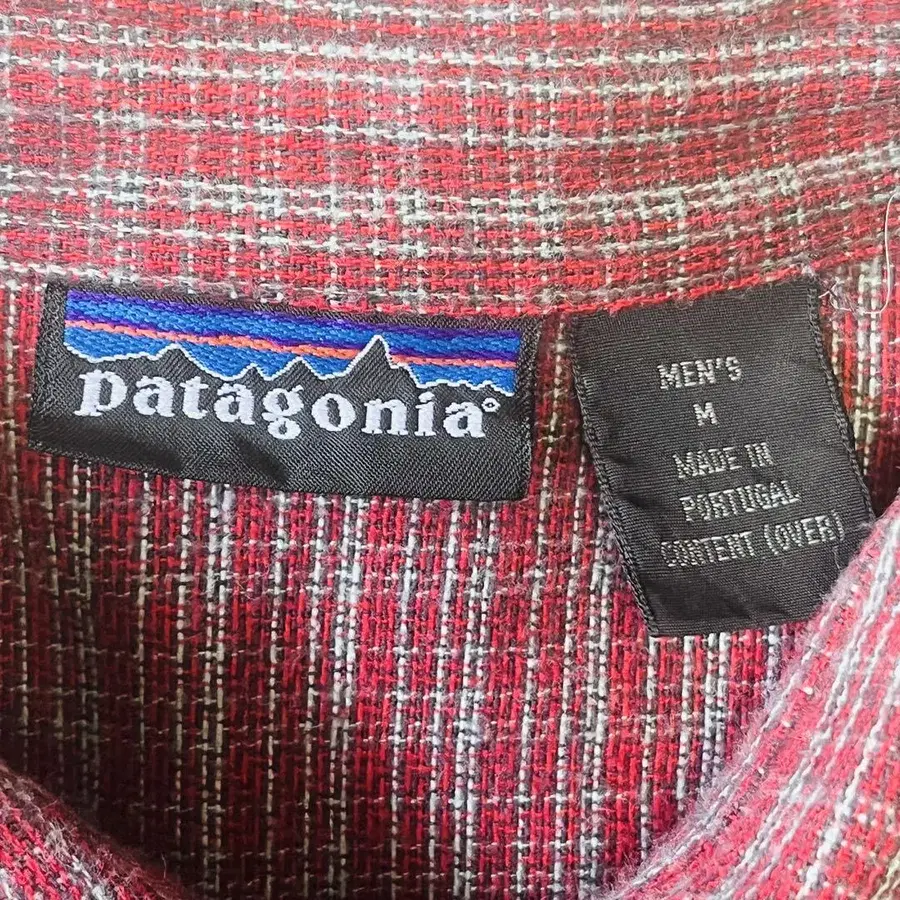 patagonia®
MEN'S
M
MADE IN
PORTUGAL
CONTENT (OVER)